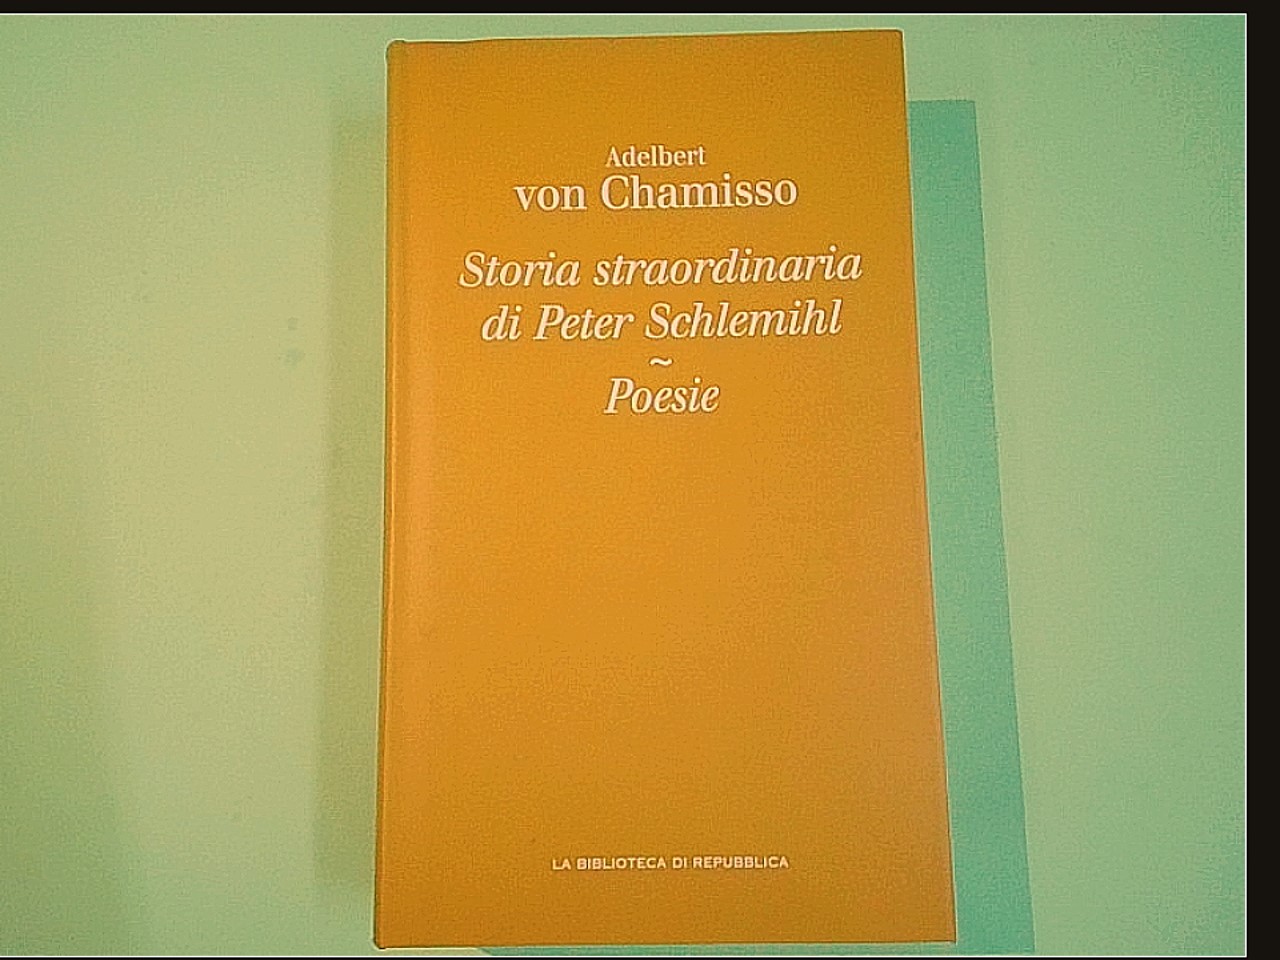 Adelbert
von Chamisso
Storia straordinaria
di Peter Schlemihl
~
Poesie
LA BIBLIOTECA DI REPUBBLICA